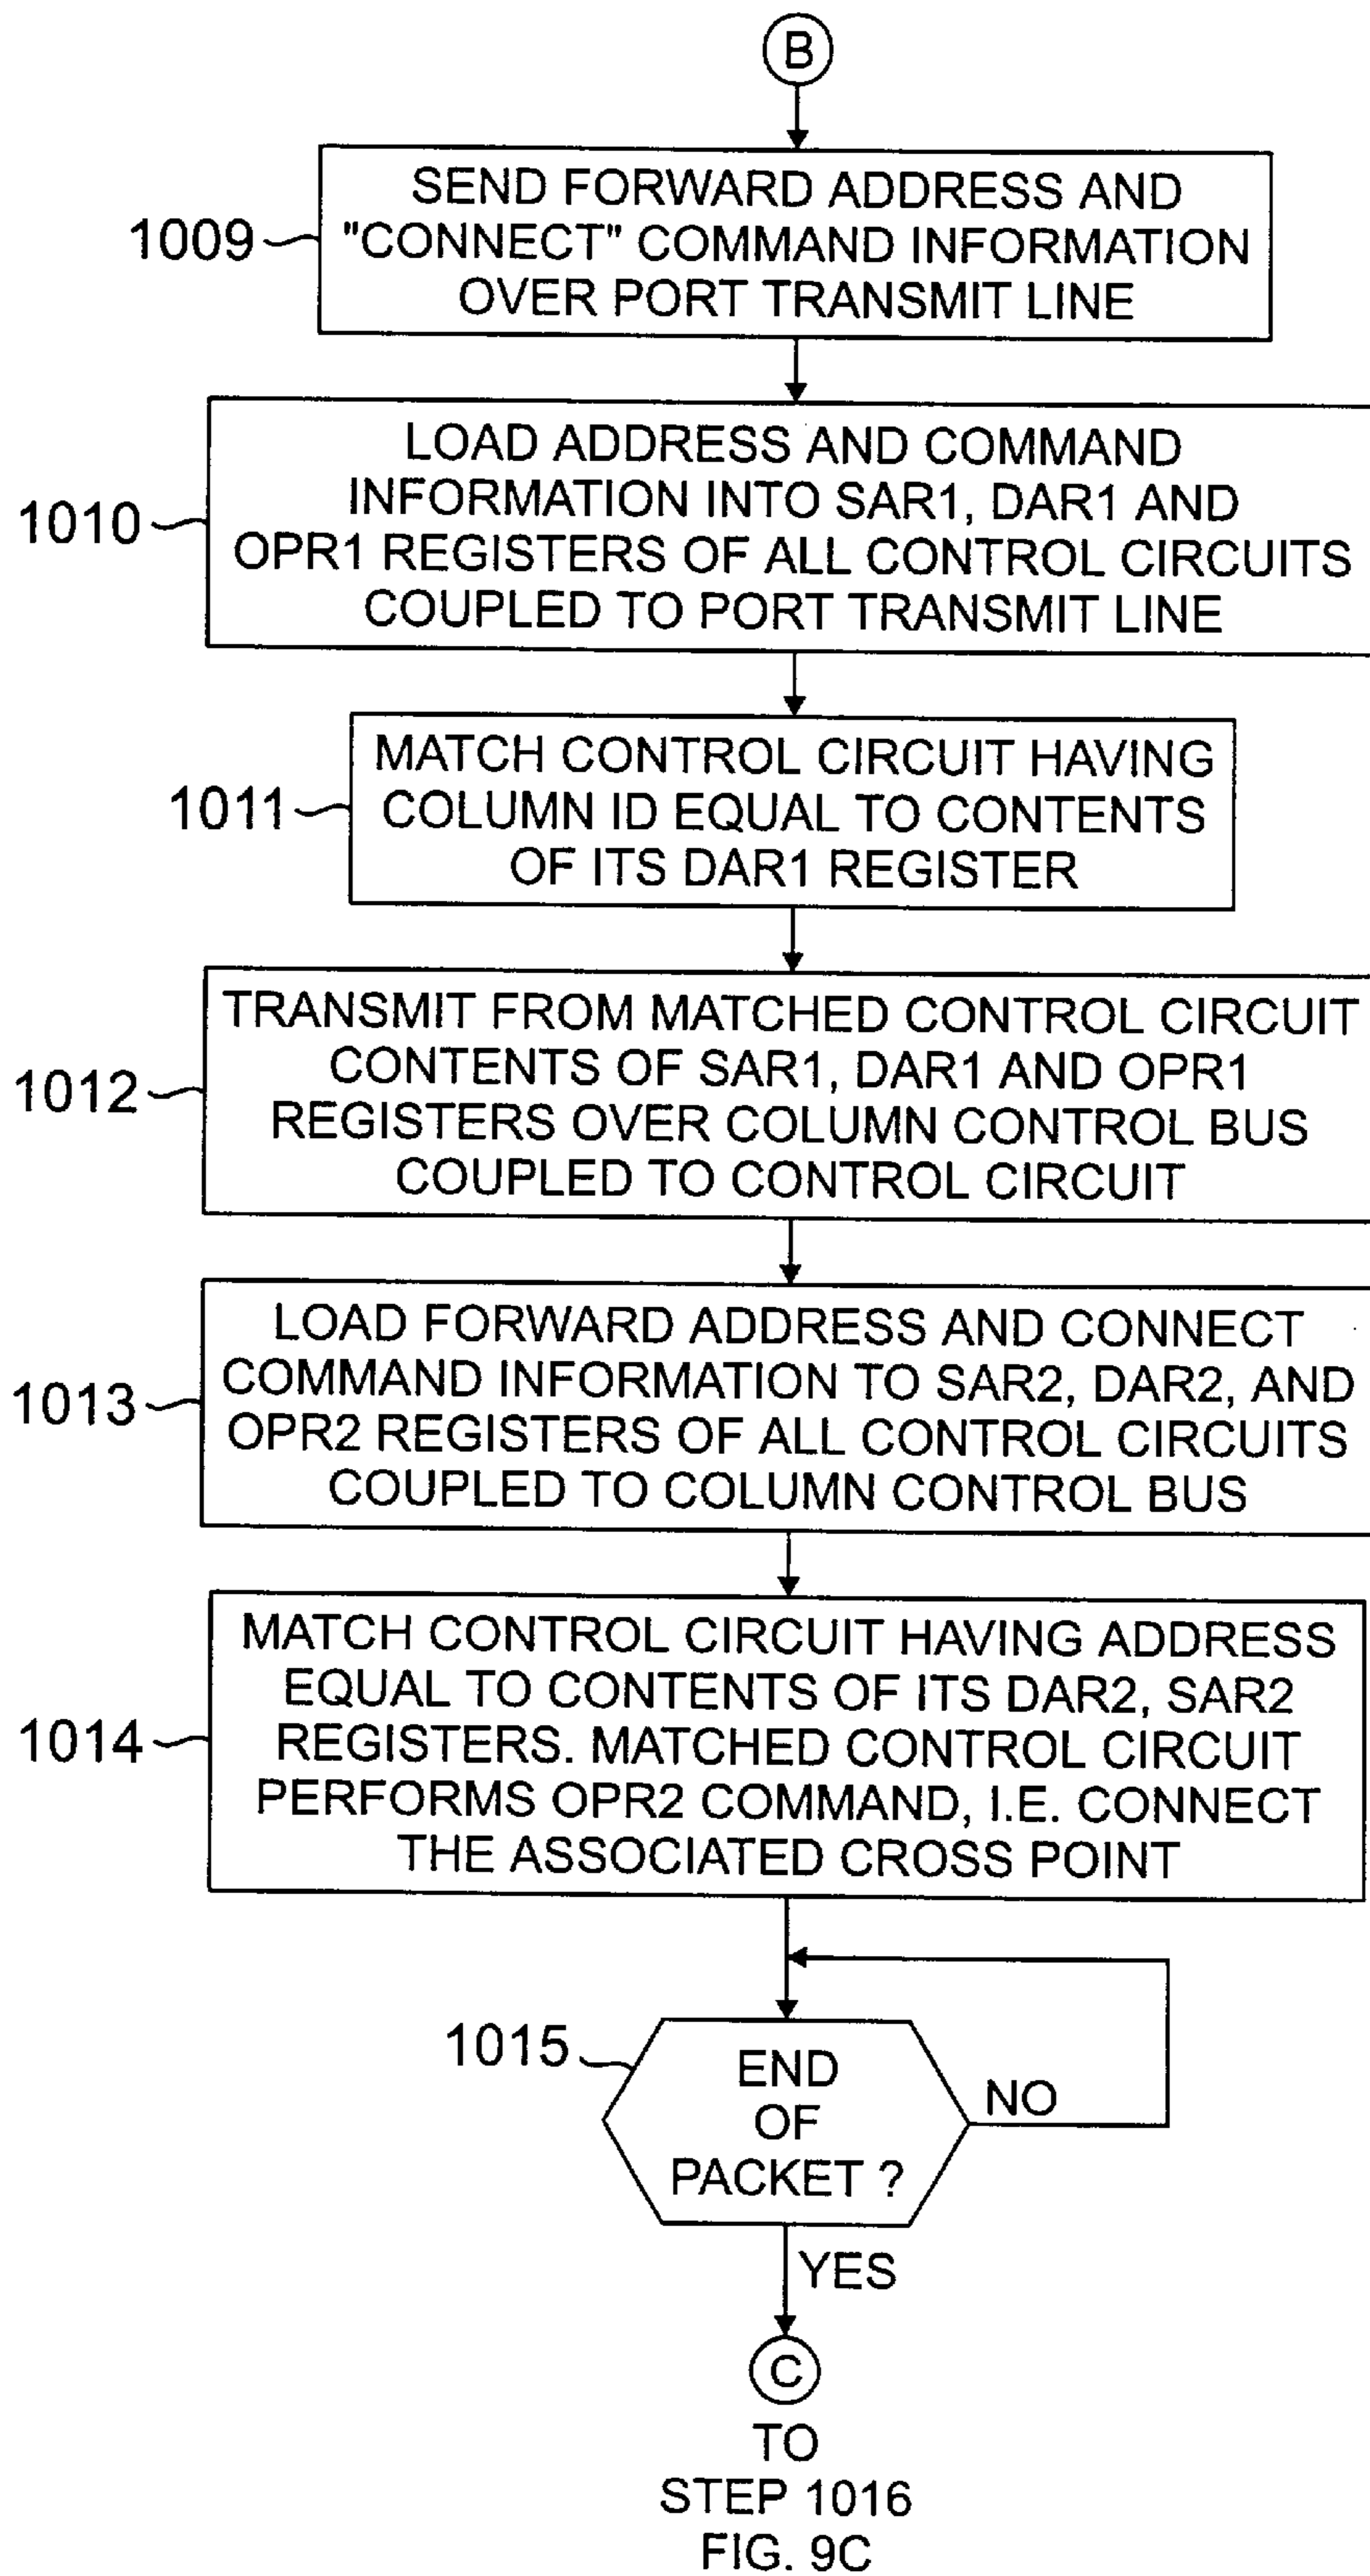 B
1009
SEND FORWARD ADDRESS AND
"CONNECT" COMMAND INFORMATION
OVER PORT TRANSMIT LINE
1010
LOAD ADDRESS AND COMMAND
INFORMATION INTO SAR1, DAR1 AND
OPR1 REGISTERS OF ALL CONTROL CIRCUITS
COUPLED TO PORT TRANSMIT LINE
1011
MATCH CONTROL CIRCUIT HAVING
COLUMN ID EQUAL TO CONTENTS
OF ITS DAR1 REGISTER
1012
TRANSMIT FROM MATCHED CONTROL CIRCUIT
CONTENTS OF SAR1, DAR1 AND OPR1
REGISTERS OVER COLUMN CONTROL BUS
COUPLED TO CONTROL CIRCUIT
1013
LOAD FORWARD ADDRESS AND CONNECT
COMMAND INFORMATION TO SAR2, DAR2, AND
OPR2 REGISTERS OF ALL CONTROL CIRCUITS
COUPLED TO COLUMN CONTROL BUS
1014
MATCH CONTROL CIRCUIT HAVING ADDRESS
EQUAL TO CONTENTS OF ITS DAR2, SAR2
REGISTERS. MATCHED CONTROL CIRCUIT
PERFORMS OPR2 COMMAND, I.E. CONNECT
THE ASSOCIATED CROSS POINT
1015
END
OF
PACKET ?
NO
YES
C
TO
STEP 1016
FIG. 9C